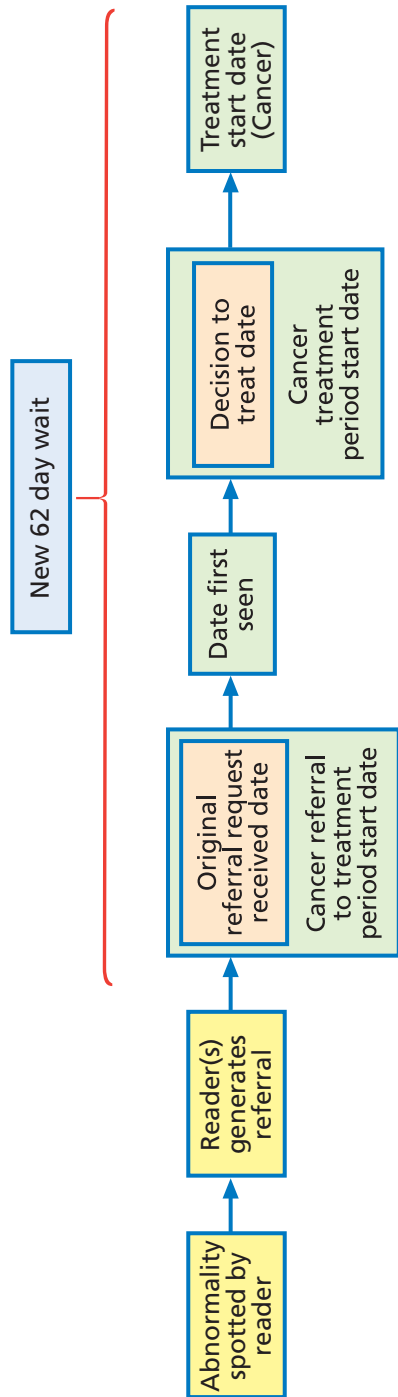 New 62 day wait
Abnormality
spotted by
reader
Reader(s)
generates
referral
Original
referral request
received date
Cancer referral
to treatment
period start date
Date first
seen
Decision to
treat date
Cancer
treatment
period start date
Treatment
start date
(Cancer)